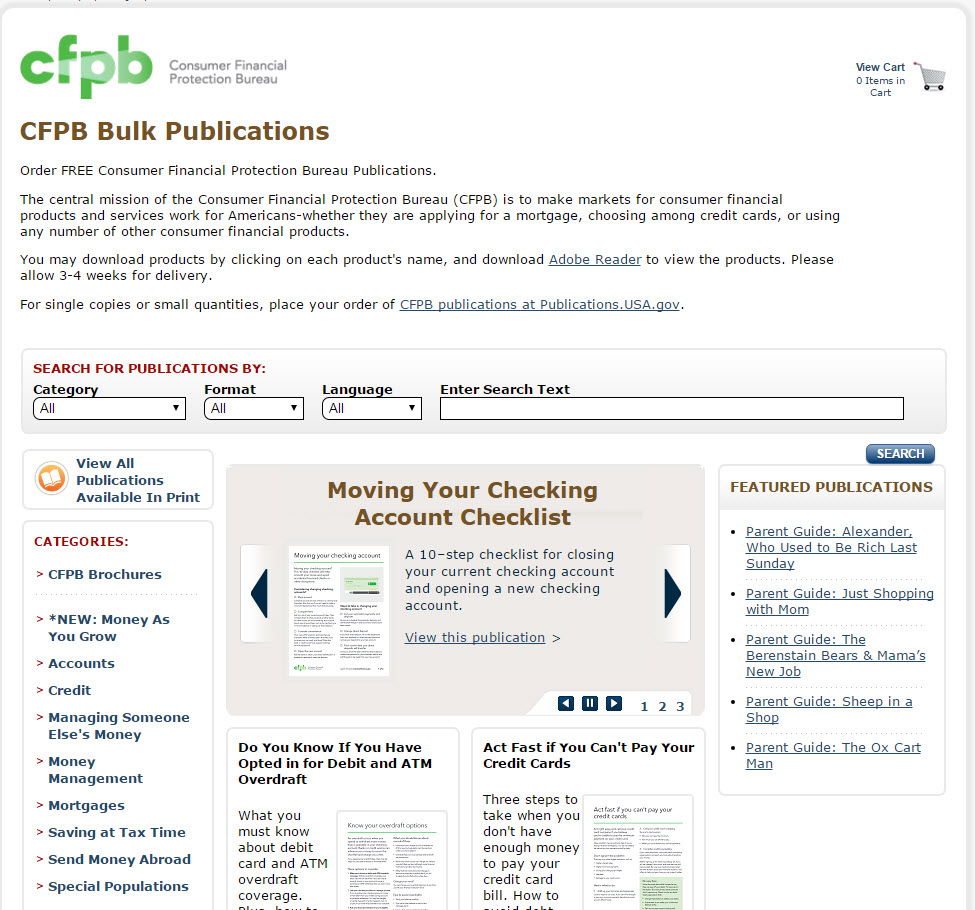 cfpb Consumer Financial
Protection Bureau
View Cart
0 Items in
Cart
CFPB Bulk Publications
Order FREE Consumer Financial Protection Bureau Publications.
The central mission of the Consumer Financial Protection Bureau (CFPB) is to make markets for consumer financial
products and services work for Americans-whether they are applying for a mortgage, choosing among credit cards, or using
any number of other consumer financial products.
You may download products by clicking on each product's name, and download Adobe Reader to view the products. Please
allow 3-4 weeks for delivery.
For single copies or small quantities, place your order of CFPB publications at Publications.USA.gov.
SEARCH FOR PUBLICATIONS BY:
Category Format Language Enter Search Text
All All All
SEARCH
View All
Publications
Available In Print
CATEGORIES:
> CFPB Brochures
> *NEW: Money As
You Grow
> Accounts
> Credit
> Managing Someone
Else's Money
> Money
Management
> Mortgages
> Saving at Tax Time
> Send Money Abroad
> Special Populations
Moving Your Checking
Account Checklist
Moving your checking account
A 10-step checklist for closing
your current checking account
and opening a new checking
account.
View this publication >
1 2 3
Do You Know If You Have
Opted in for Debit and ATM
Overdraft
What you
must know
about debit
card and ATM
overdraft
coverage.
Know your overdraft options
Act Fast if You Can't Pay Your
Credit Cards
Three steps to
take when you
don't have
enough money
to pay your
credit card
bill. How to
avoid debt
Act fast if you can't pay your
credit cards
FEATURED PUBLICATIONS
• Parent Guide: Alexander,
Who Used to Be Rich Last
Sunday
• Parent Guide: Just Shopping
with Mom
• Parent Guide: The
Berenstain Bears & Mama’s
New Job
• Parent Guide: Sheep in a
Shop
• Parent Guide: The Ox Cart
Man